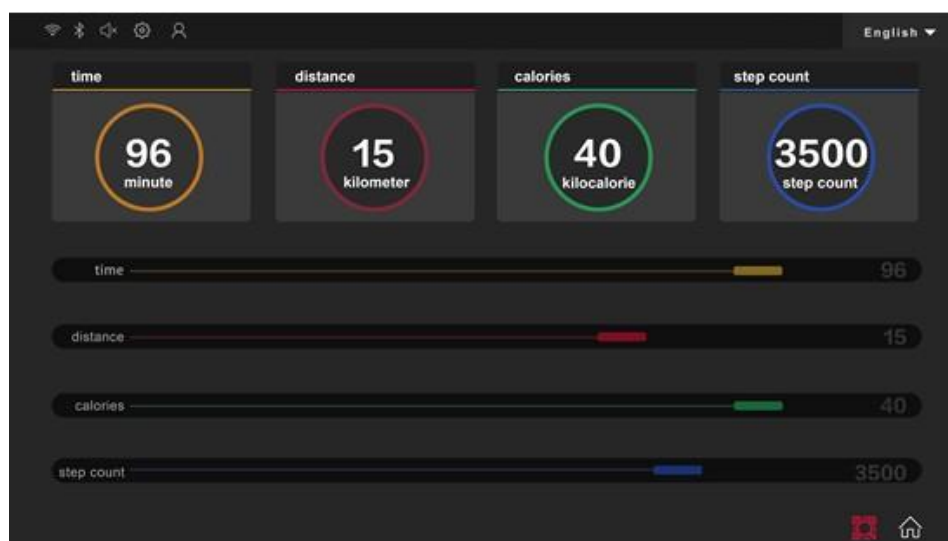 English
time
distance
calories
step count
96
minute
15
kilometer
40
kilocalorie
3500
step count
time
96
distance
15
calories
40
step count
3500